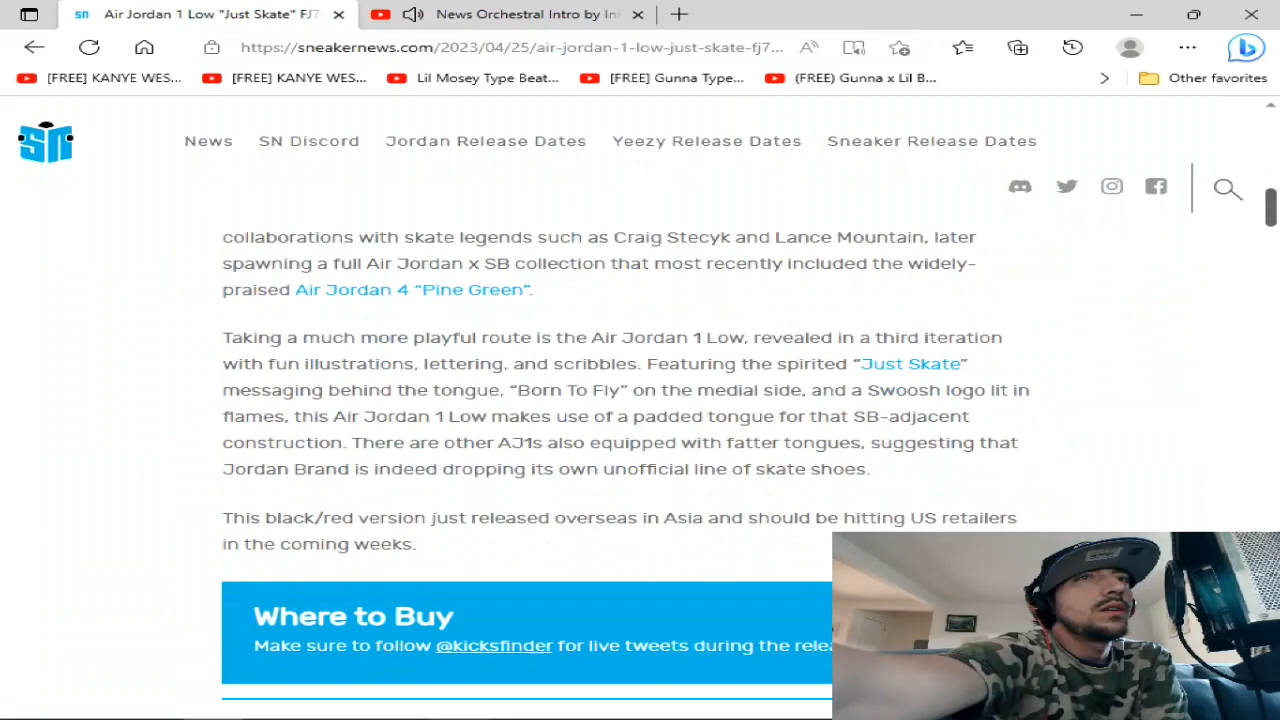 Air Jordan 1 Low "Just Skate" FJ7
News Orchestral Intro by Inf
https://sneakernews.com/2023/04/25/air-jordan-1-low-just-skate-fj7...
[FREE] KANYE WES...
[FREE] KANYE WES...
Lil Mosey Type Beat...
[FREE] Gunna Type...
(FREE) Gunna x Lil B...
Other favorites
SN
News
SN Discord
Jordan Release Dates
Yeezy Release Dates
Sneaker Release Dates
collaborations with skate legends such as Craig Stecyk and Lance Mountain, later
spawning a full Air Jordan x SB collection that most recently included the widely-
praised Air Jordan 4 “Pine Green”.
Taking a much more playful route is the Air Jordan 1 Low, revealed in a third iteration
with fun illustrations, lettering, and scribbles. Featuring the spirited “Just Skate”
messaging behind the tongue, “Born To Fly” on the medial side, and a Swoosh logo lit in
flames, this Air Jordan 1 Low makes use of a padded tongue for that SB-adjacent
construction. There are other AJ1s also equipped with fatter tongues, suggesting that
Jordan Brand is indeed dropping its own unofficial line of skate shoes.
This black/red version just released overseas in Asia and should be hitting US retailers
in the coming weeks.
Where to Buy
Make sure to follow @kicksfinder for live tweets during the relea